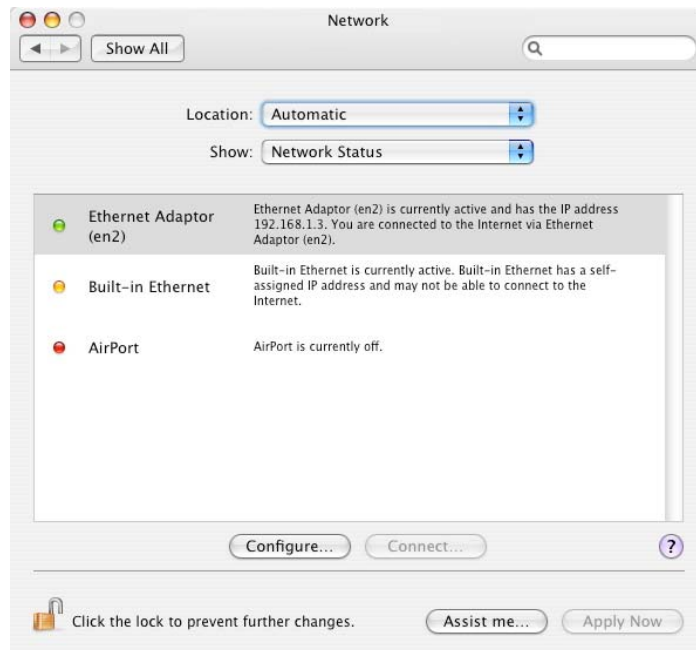 Network
Show All
Location: Automatic
Show: Network Status
Ethernet Adaptor
(en2)
Ethernet Adaptor (en2) is currently active and has the IP address
192.168.1.3. You are connected to the Internet via Ethernet
Adaptor (en2).
Built-in Ethernet
Built-in Ethernet is currently active. Built-in Ethernet has a self-
assigned IP address and may not be able to connect to the
Internet.
AirPort
AirPort is currently off.
Configure... Connect... ?
Click the lock to prevent further changes. Assist me... Apply Now